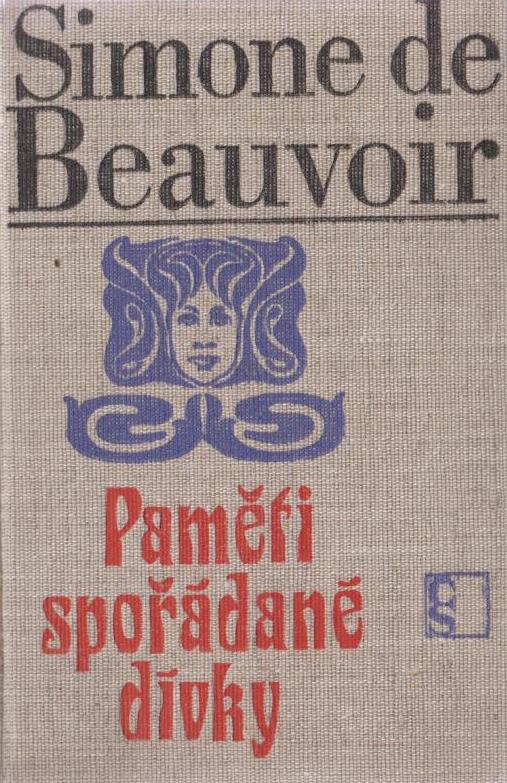 Simone de
Beauvoir
Paměti
spořádané
dívky
čs